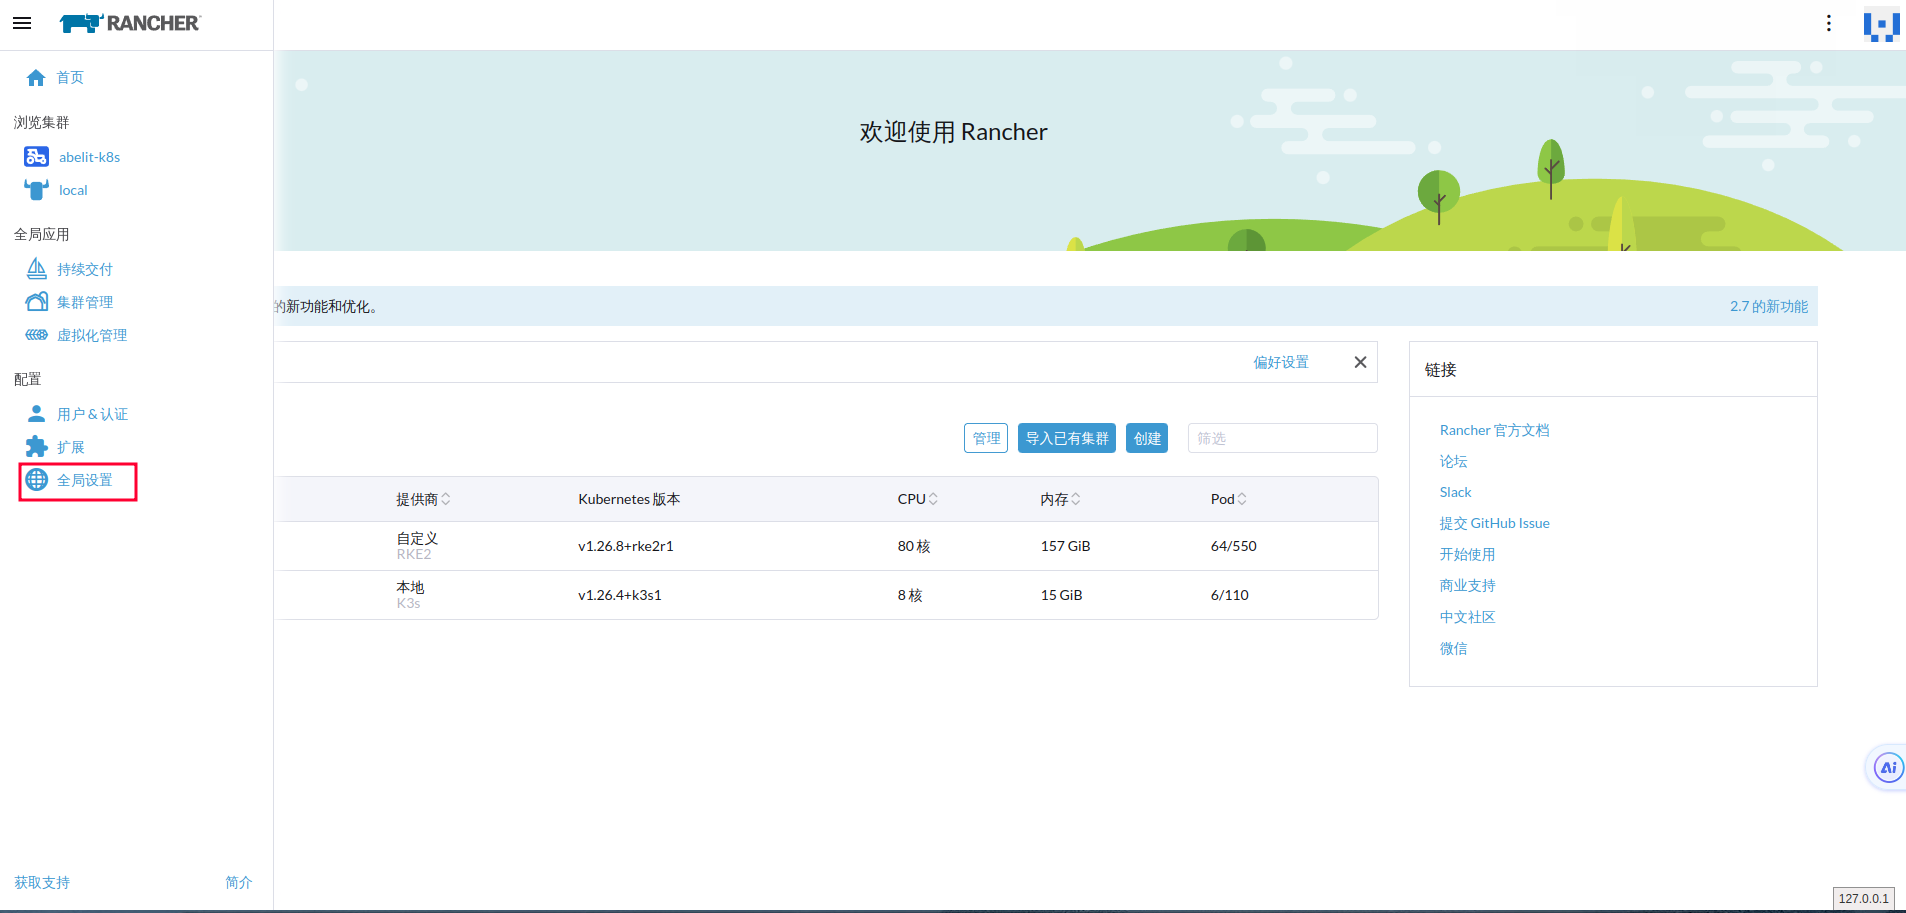 RANCHER
首页
浏览集群
abelit-k8s
local
全局应用
持续交付
集群管理
虚拟化管理
配置
用户 & 认证
扩展
全局设置
获取支持
简介
欢迎使用 Rancher
的新功能和优化。
2.7 的新功能
偏好设置
管理
导入已有集群
创建
筛选
提供商
Kubernetes 版本
CPU
内存
Pod
自定义
RKE2
v1.26.8+rke2r1
80 核
157 GiB
64/550
本地
K3s
v1.26.4+k3s1
8 核
15 GiB
6/110
链接
Rancher 官方文档
论坛
Slack
提交 GitHub Issue
开始使用
商业支持
中文社区
微信
Ai
127.0.0.1